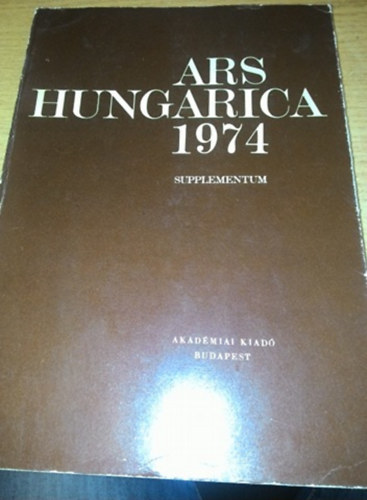 ARS
HUNGARICA
1974
SUPPLEMENTUM
AKADÉMIAI KIADÓ
BUDAPEST